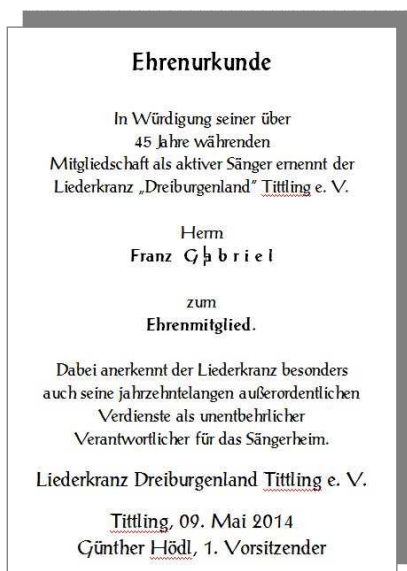 Ehrenurkunde
In Würdigung seiner über
45 Jahre währenden
Mitgliedschaft als aktiver Sänger ernennt der
Liederkranz „Dreiburgenland“ Tittling e. V.
Herrn
Franz G a b r i e l
zum
Ehrenmitglied.
Dabei anerkennt der Liederkranz besonders
auch seine jahrzehntelangen außerordentlichen
Verdienste als unentbehrlicher
Verantwortlicher für das Sängerheim.
Liederkranz Dreiburgenland Tittling e. V.
Tittling, 09. Mai 2014
Günther Hödl, 1. Vorsitzender